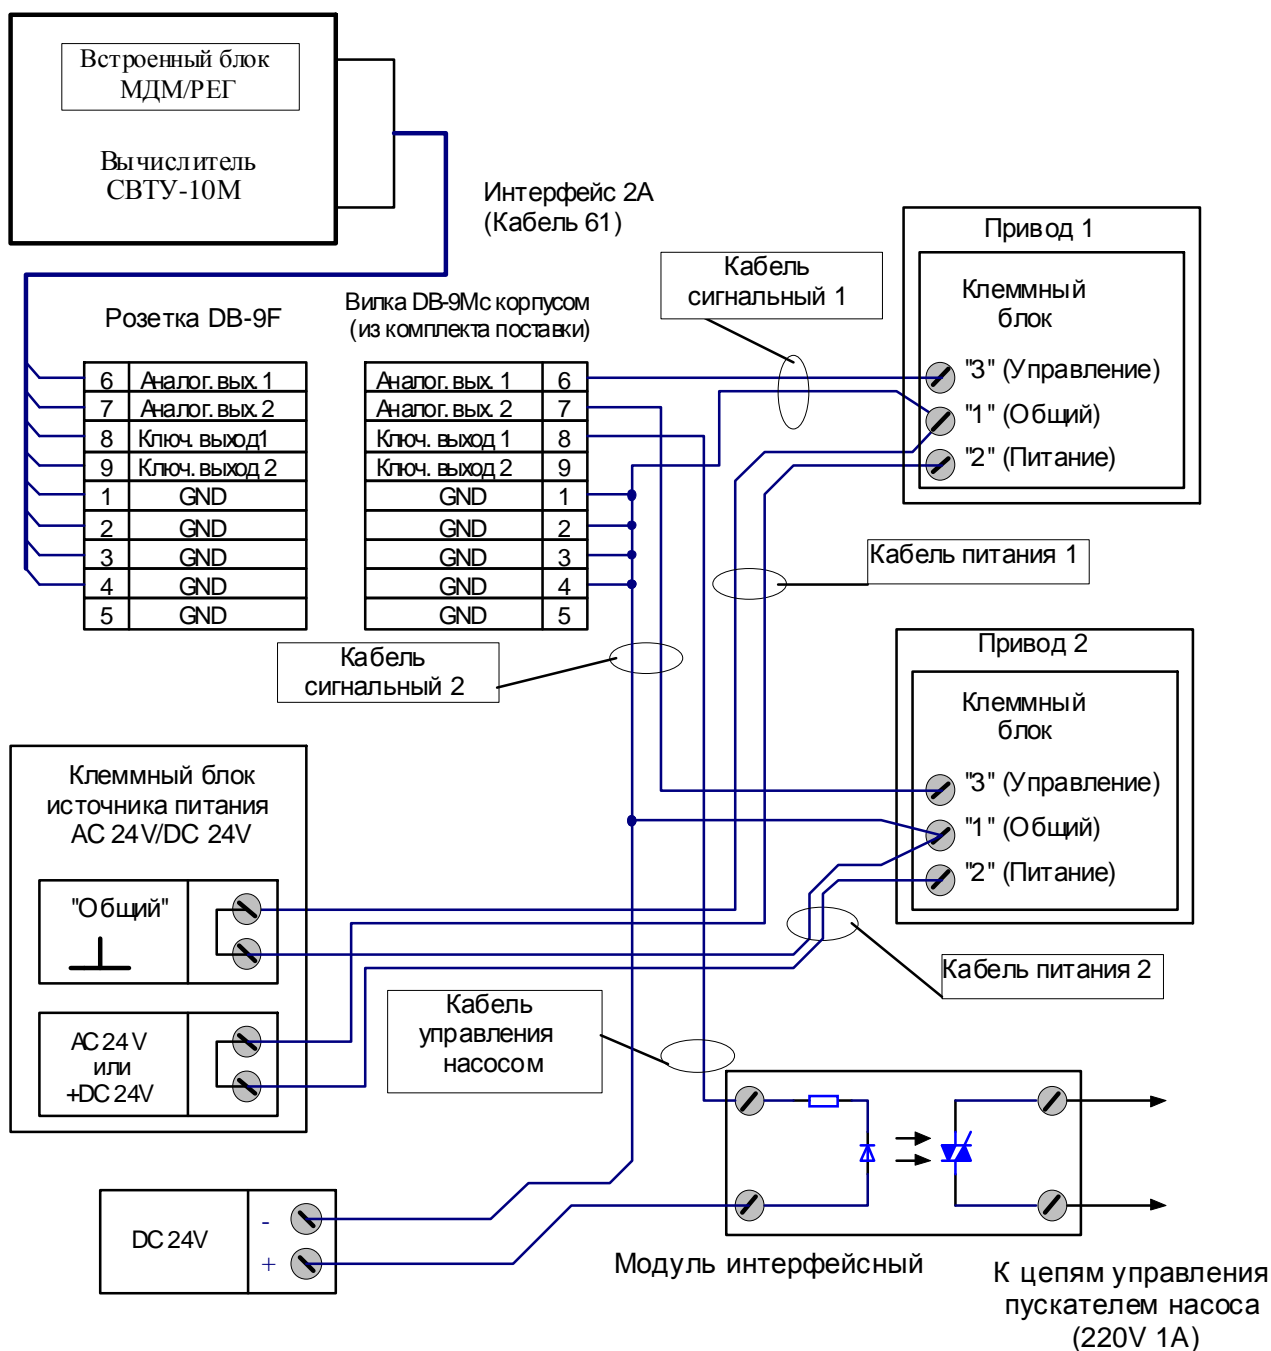 Встроенный блок
МДМ/РЕГ
Вычислитель
СВТУ-10М
Интерфейс 2А
(Кабель 61)
Розетка DB-9F
6 Аналог. вых. 1
7 Аналог. вых. 2
8 Ключ. выход1
9 Ключ. выход 2
1 GND
2 GND
3 GND
4 GND
5 GND
Вилка DB-9Mс корпусом
(из комплекта поставки)
Аналог. вых. 1 6
Аналог. вых. 2 7
Ключ. выход 1 8
Ключ. выход 2 9
GND 1
GND 2
GND 3
GND 4
GND 5
Кабель
сигнальный 1
Привод 1
Клеммный
блок
"3" (Управление)
"1" (Общий)
"2" (Питание)
Кабель питания 1
Кабель
сигнальный 2
Привод 2
Клеммный
блок
"3" (Управление)
"1" (Общий)
"2" (Питание)
Кабель питания 2
Клеммный блок
источника питания
AC 24V/DC 24V
"Общий"
AC 24 V
или
+DC 24V
Кабель
управления
насосом
DC 24V
-
+
Модуль интерфейсный
К цепям управления
пускателем насоса
(220V 1A)